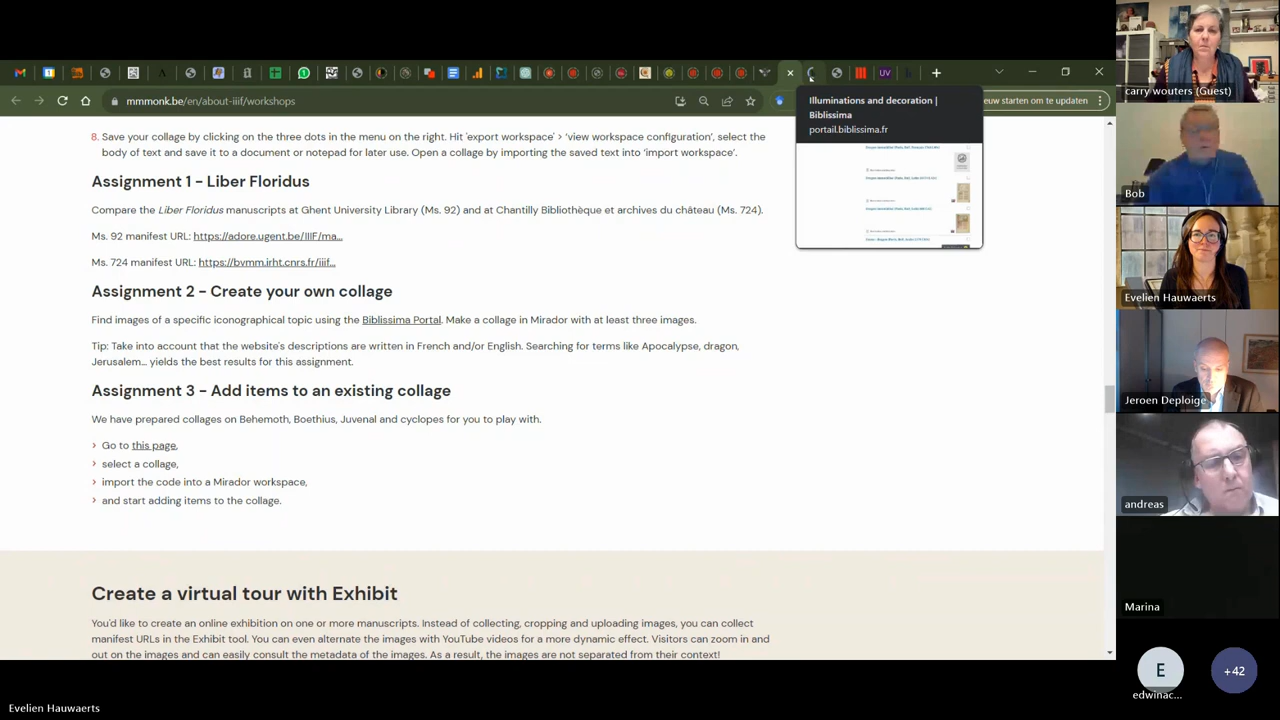 Illuminations and decoration |
Biblissima
portail.biblissima.fr
mmmonk.be/en/about-iiif/workshops
euw starten om te updaten
UV
8. Save your collage by clicking on the three dots in the menu on the right. Hit 'export workspace' > 'view workspace configuration', select the
body of text and save it to a document or notepad for later use. Open a collage by importing the saved text into 'import workspace'.
Assignment 1 - Liber Floridus
Compare the Liber Floridus manuscripts at Ghent University Library (Ms. 92) and at Chantilly Bibliothèque et archives du château (Ms. 724).
Ms. 92 manifest URL: https://adore.ugent.be/IIIF/ma...
Ms. 724 manifest URL: https://bvmm.irht.cnrs.fr/iiif...
Assignment 2 - Create your own collage
Find images of a specific iconographical topic using the Biblissima Portal. Make a collage in Mirador with at least three images.
Tip: Take into account that the website's descriptions are written in French and/or English. Searching for terms like Apocalypse, dragon,
Jerusalem... yields the best results for this assignment.
Assignment 3 - Add items to an existing collage
We have prepared collages on Behemoth, Boethius, Juvenal and cyclopes for you to play with.
Go to this page,
select a collage,
import the code into a Mirador workspace,
and start adding items to the collage.
Create a virtual tour with Exhibit
You'd like to create an online exhibition on one or more manuscripts. Instead of collecting, cropping and uploading images, you can collect
manifest URLs in the Exhibit tool. You can even alternate the images with YouTube videos for a more dynamic effect. Visitors can zoom in and
out on the images and can easily consult the metadata of the images. As a result, the images are not separated from their context!
carry wouters (Guest)
Bob
Evelien Hauwaerts
Jeroen Deploige
andreas
Marina
E
edwinac...
+42
Evelien Hauwaerts